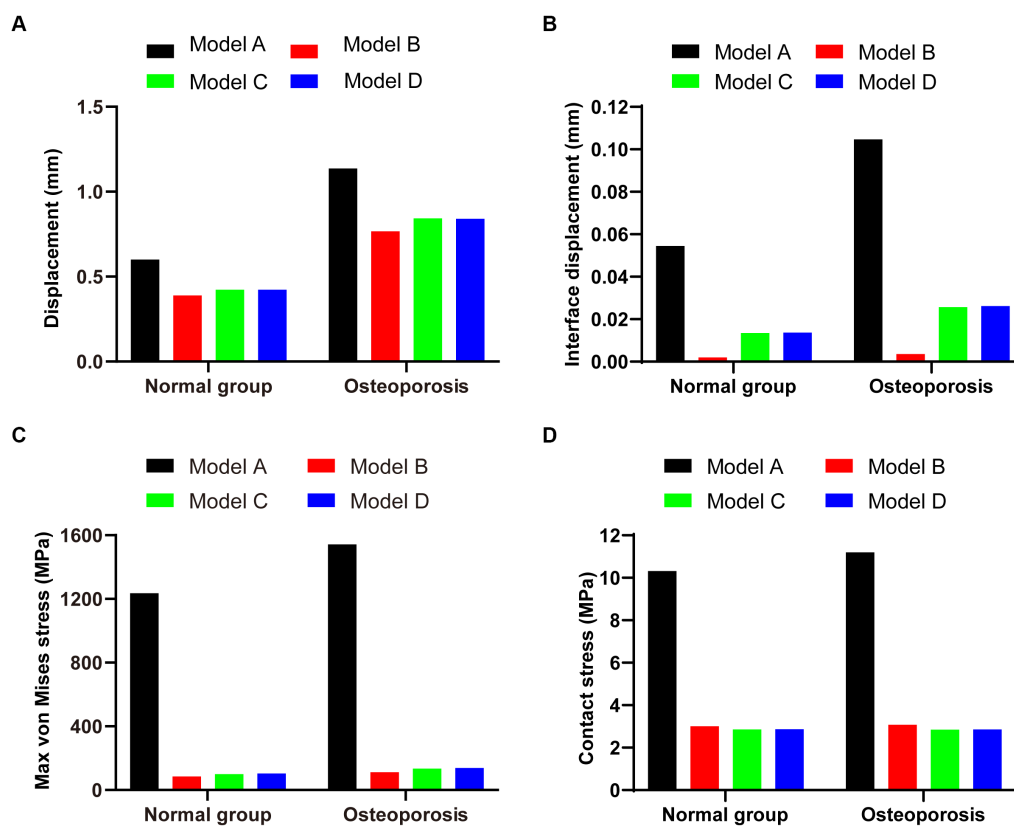 A
Model A Model B
Model C Model D
Displacement (mm)
1.5
1.0
0.5
0.0
Normal group Osteoporosis
B
Model A Model B
Model C Model D
Interface displacement (mm)
0.12
0.10
0.08
0.06
0.04
0.02
0.00
Normal group Osteoporosis
C
Model A Model B
Model C Model D
Max von Mises stress (MPa)
1600
1200
800
400
0
Normal group Osteoporosis
D
Model A Model B
Model C Model D
Contact stress (MPa)
12
10
8
6
4
2
0
Normal group Osteoporosis